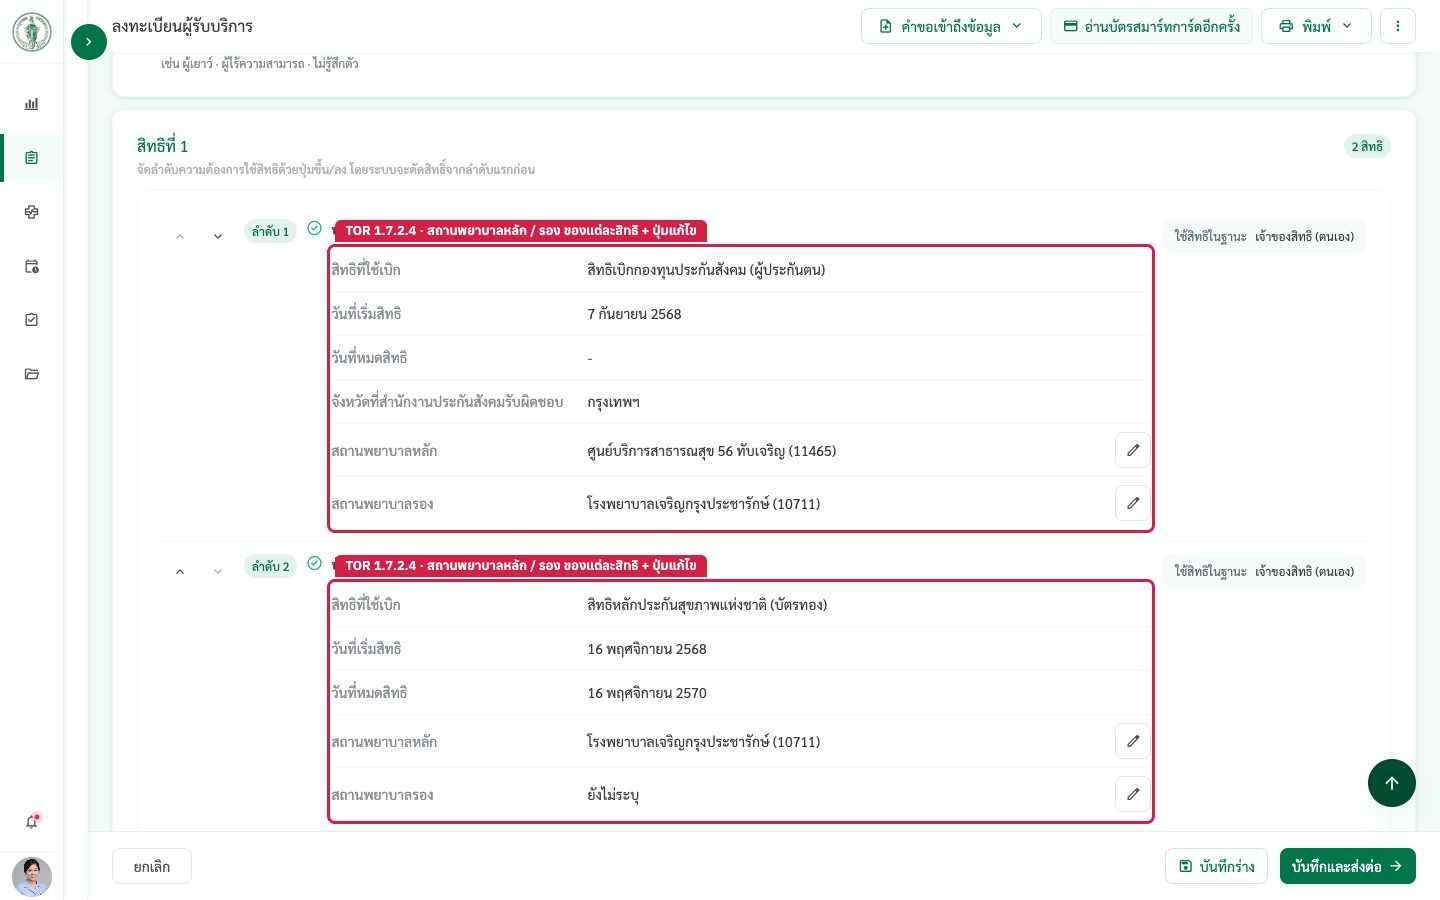 ลงทะเบียนผู้รับบริการ
คำขอเข้าถึงข้อมูล
อ่านบัตรสมาร์ทการ์ดอีกครั้ง
พิมพ์
เช่น ผู้เยาว์ · ผู้ไร้ความสามารถ · ไม่รู้สึกตัว
สิทธิที่ 1
2 สิทธิ
จัดลำดับความต้องการใช้สิทธิด้วยปุ่มขึ้น/ลง โดยระบบจะตัดสิทธิ์จากลำดับแรกก่อน
ลำดับ 1
TOR 1.7.2.4 - สถานพยาบาลหลัก / รอง ของแต่ละสิทธิ + ปุ่มแก้ไข
ใช้สิทธิในฐานะ เจ้าของสิทธิ (ตนเอง)
สิทธิที่ใช้เบิก สิทธิเบิกกองทุนประกันสังคม (ผู้ประกันตน)
วันที่เริ่มสิทธิ 7 กันยายน 2568
วันที่หมดสิทธิ -
จังหวัดที่สำนักงานประกันสังคมรับผิดชอบ กรุงเทพฯ
สถานพยาบาลหลัก ศูนย์บริการสาธารณสุข 56 ทับเจริญ (11465)
สถานพยาบาลรอง โรงพยาบาลเจริญกรุงประชารักษ์ (10711)
ลำดับ 2
TOR 1.7.2.4 - สถานพยาบาลหลัก / รอง ของแต่ละสิทธิ + ปุ่มแก้ไข
ใช้สิทธิในฐานะ เจ้าของสิทธิ (ตนเอง)
สิทธิที่ใช้เบิก สิทธิหลักประกันสุขภาพแห่งชาติ (บัตรทอง)
วันที่เริ่มสิทธิ 16 พฤศจิกายน 2568
วันที่หมดสิทธิ 16 พฤศจิกายน 2570
สถานพยาบาลหลัก โรงพยาบาลเจริญกรุงประชารักษ์ (10711)
สถานพยาบาลรอง ยังไม่ระบุ
ยกเลิก
บันทึกร่าง
บันทึกและส่งต่อ